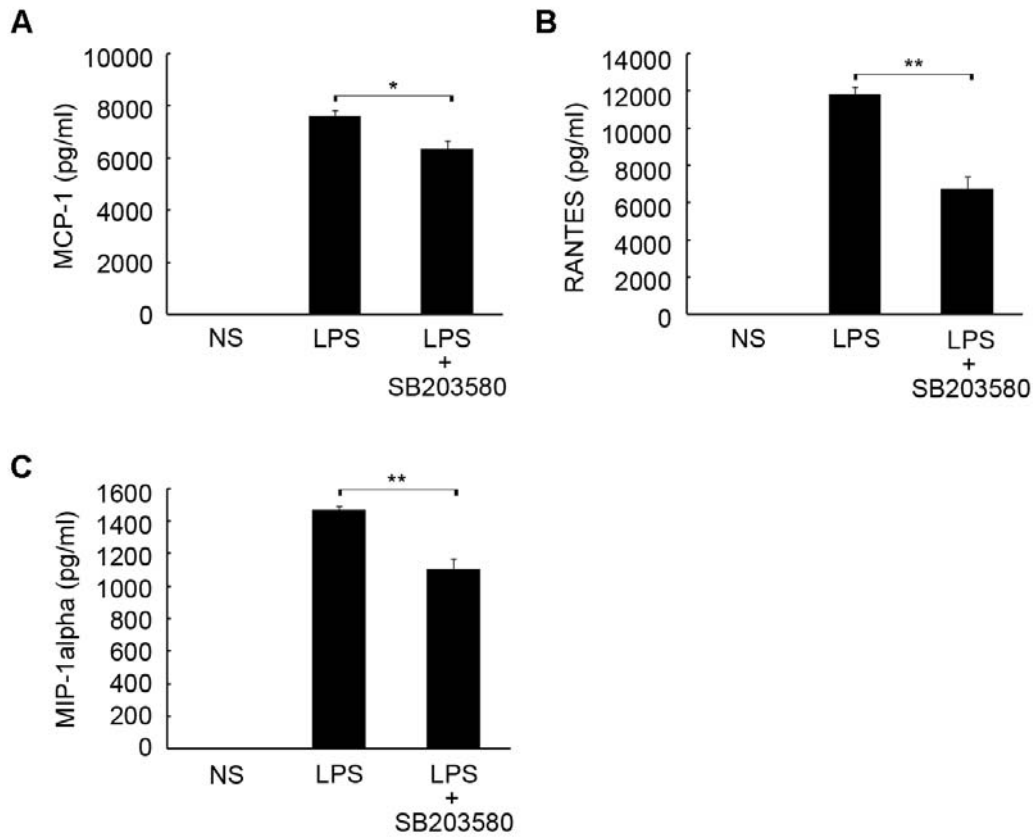 A
MCP-1 (pg/ml)
10000
8000
6000
4000
2000
0
*
NS
LPS
LPS
+
SB203580
B
RANTES (pg/ml)
14000
12000
10000
8000
6000
4000
2000
0
**
NS
LPS
LPS
+
SB203580
C
MIP-1alpha (pg/ml)
1600
1400
1200
1000
800
600
400
200
0
**
NS
LPS
LPS
+
SB203580